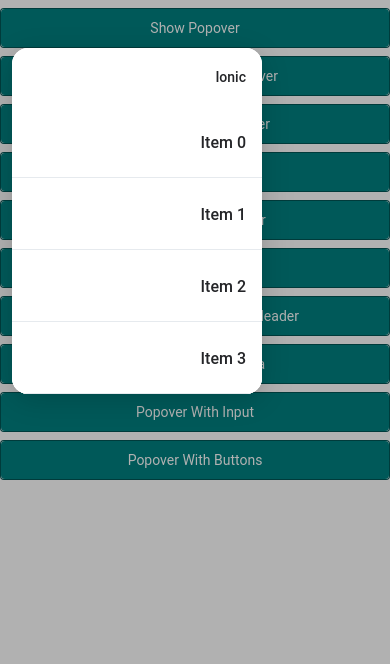 Show Popover
Ionic
Item 0
Item 1
Item 2
Item 3
Popover With Input
Popover With Buttons